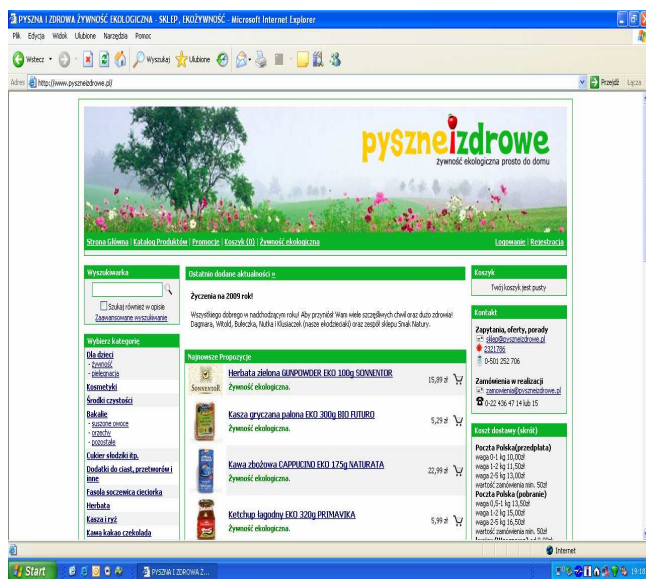 PYSZNA I ZDROWA ŻYWNOŚĆ EKOLOGICZNA - SKLEP, EKOŻYWNOŚĆ - Microsoft Internet Explorer
Plik Edycja Widok Ulubione Narzędzia Pomoc
Wstecz Wyszukaj Ulubione
Adres http://www.pyszneizdrowe.pl/ Przejdź Łącza
pyszneizdrowe
żywność ekologiczna prosto do domu
Strona Główna | Katalog Produktów | Promocje | Koszyk (0) | Żywność ekologiczna Logowanie | Rejestracja
Wyszukiwarka
Szukaj również w opisie
Zaawansowane wyszukiwanie
Wybierz kategorię
Dla dzieci
- żywność
- pielęgnacja
Kosmetyki
Środki czystości
Bakalie
- suszone owoce
- orzechy
- pozostałe
Cukier słodziki itp.
Dodatki do ciast, przetworów i
inne
Fasola soczewica cieciorka
Herbata
Kasza i ryż
Kawa kakao czekolada
Ostatnio dodane aktualności »
Życzenia na 2009 rok!
Wszystkiego dobrego w nadchodzącym roku! Aby przyniósł Wam wiele szczęśliwych chwil oraz dużo zdrowia!
Dagmara, Witold, Bułeczka, Nutka i Klusiaczek (nasze ekodzieciaki) oraz zespół sklepu Smak Natury.
Najnowsze Propozycje
SONNENTOR
Herbata zielona GUNPOWDER EKO 100g SONNENTOR
Żywność ekologiczna.
15,89 zł
Kasza gryczana palona EKO 300g BIO FUTURO
Żywność ekologiczna.
5,29 zł
Kawa zbożowa CAPPUCINO EKO 175g NATURATA
Żywność ekologiczna.
22,99 zł
Ketchup łagodny EKO 320g PRIMAVIKA
Żywność ekologiczna.
5,99 zł
Koszyk
Twój koszyk jest pusty
Kontakt
Zapytania, oferty, porady
sklep@pyszneizdrowe.pl
2321786
0-501 252 706
Zamówienia w realizacji
zamowienia@pyszneizdrowe.pl
0-22 436 47 14 lub 15
Koszt dostawy (skrót)
Poczta Polska(przedpłata)
waga 0-1 kg 10,00zł
waga 1-2 kg 11,50zł
waga 2-5 kg 13,00zł
wartość zamówienia min. 50zł
Poczta Polska (pobranie)
waga 0,5-1 kg 13,50zł
waga 1-2 kg 15,00zł
waga 2-5 kg 16,50zł
wartość zamówienia min. 50zł
Internet
Start PYSZNA I ZDROWA Ż... 19:18